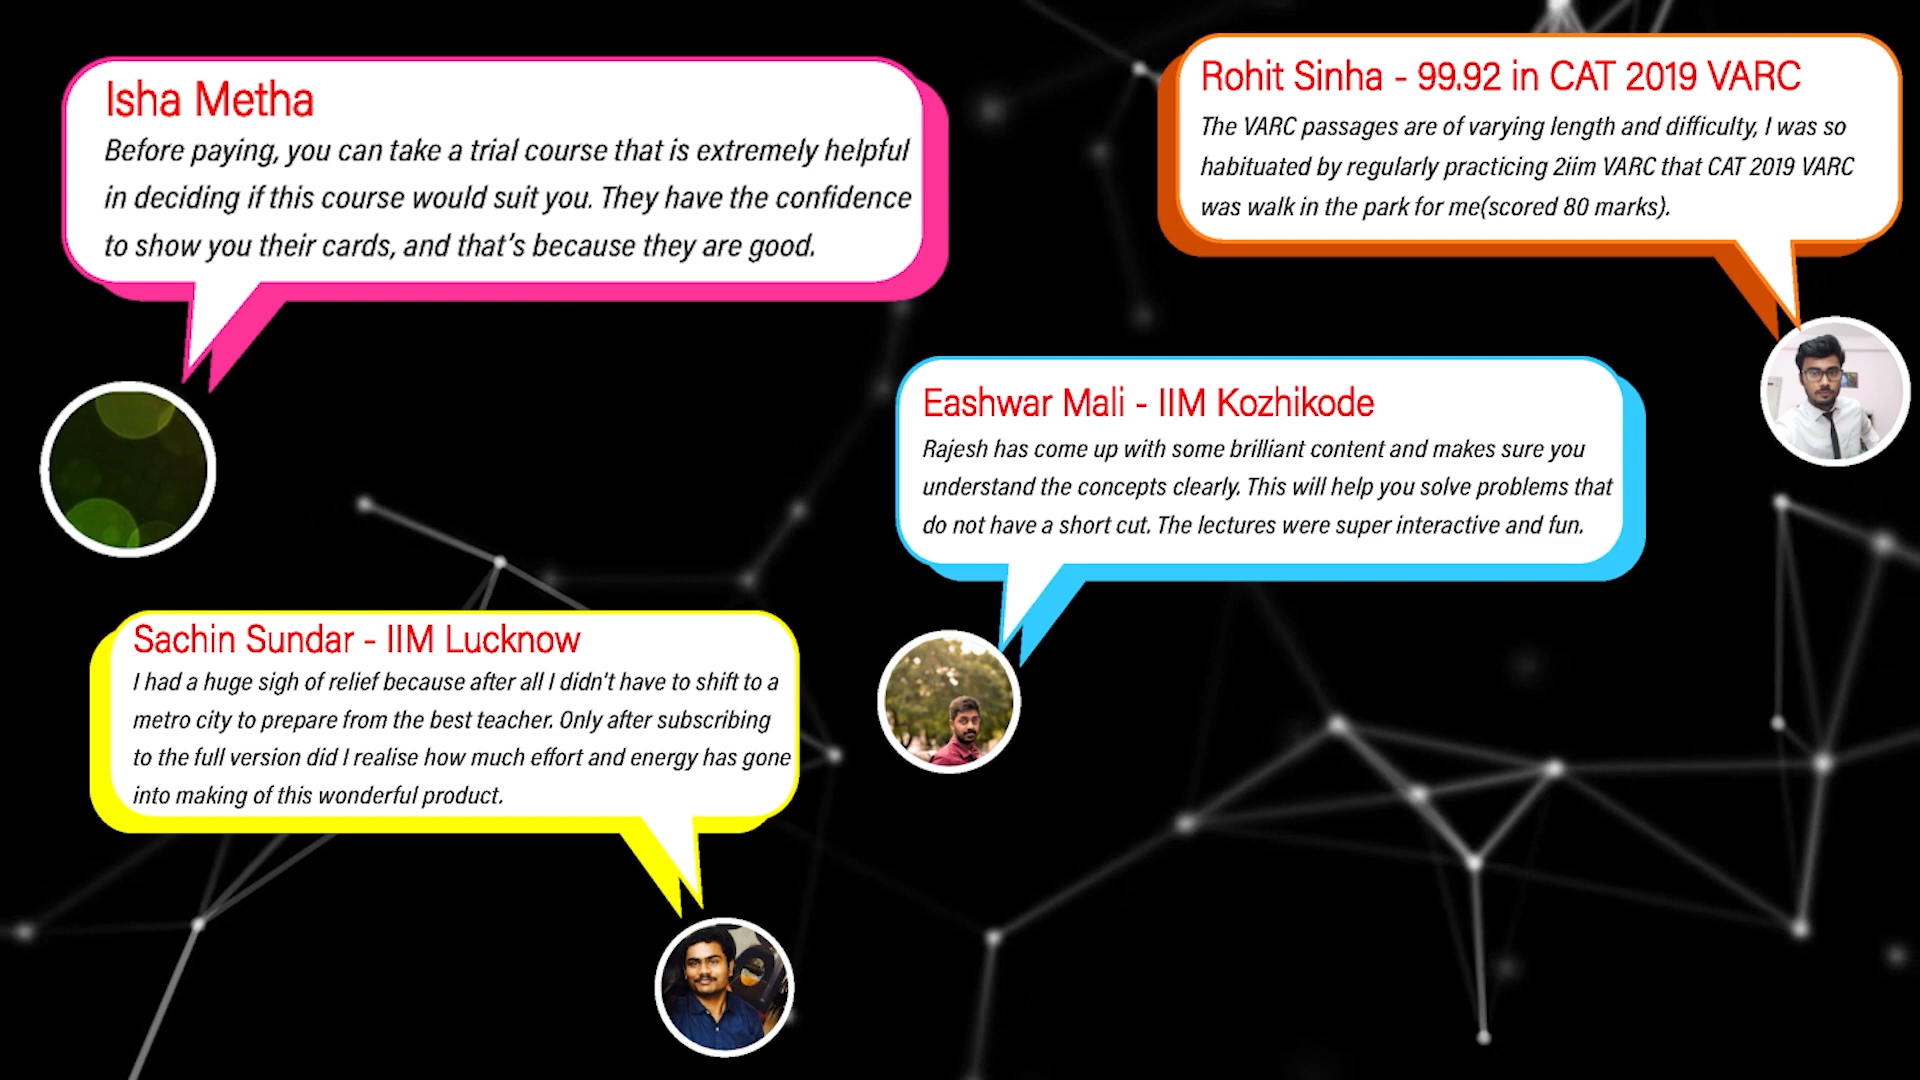 Isha Metha
Before paying, you can take a trial course that is extremely helpful
in deciding if this course would suit you. They have the confidence
to show you their cards, and that's because they are good.
Rohit Sinha - 99.92 in CAT 2019 VARC
The VARC passages are of varying length and difficulty, I was so
habituated by regularly practicing 2iim VARC that CAT 2019 VARC
was walk in the park for me(scored 80 marks).
Eashwar Mali - IIM Kozhikode
Rajesh has come up with some brilliant content and makes sure you
understand the concepts clearly. This will help you solve problems that
do not have a short cut. The lectures were super interactive and fun.
Sachin Sundar - IIM Lucknow
I had a huge sigh of relief because after all I didn't have to shift to a
metro city to prepare from the best teacher. Only after subscribing
to the full version did I realise how much effort and energy has gone
into making of this wonderful product.